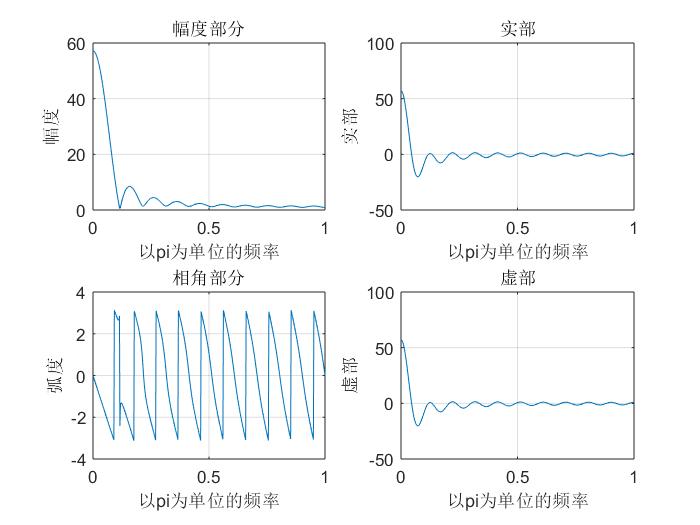 幅度部分
60
40
20
0
幅度
0 0.5 1
以pi为单位的频率
实部
100
50
0
-50
实部
0 0.5 1
以pi为单位的频率
相角部分
4
2
0
-2
-4
弧度
0 0.5 1
以pi为单位的频率
虚部
100
50
0
-50
虚部
0 0.5 1
以pi为单位的频率